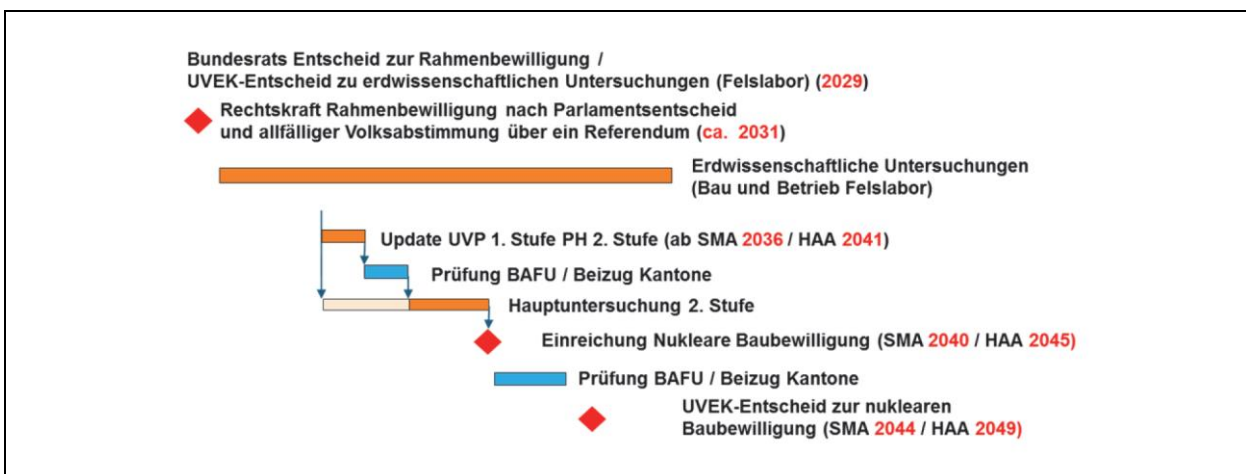 Bundesrats Entscheid zur Rahmenbewilligung /
UVEK-Entscheid zu erdwissenschaftlichen Untersuchungen (Felslabor) (2029)
Rechtskraft Rahmenbewilligung nach Parlamentsentscheid
und allfälliger Volksabstimmung über ein Referendum (ca. 2031)
Erdwissenschaftliche Untersuchungen
(Bau und Betrieb Felslabor)
Update UVP 1. Stufe PH 2. Stufe (ab SMA 2036 / HAA 2041)
Prüfung BAFU / Beizug Kantone
Hauptuntersuchung 2. Stufe
Einreichung Nukleare Baubewilligung (SMA 2040 / HAA 2045)
Prüfung BAFU / Beizug Kantone
UVEK-Entscheid zur nuklearen
Baubewilligung (SMA 2044 / HAA 2049)